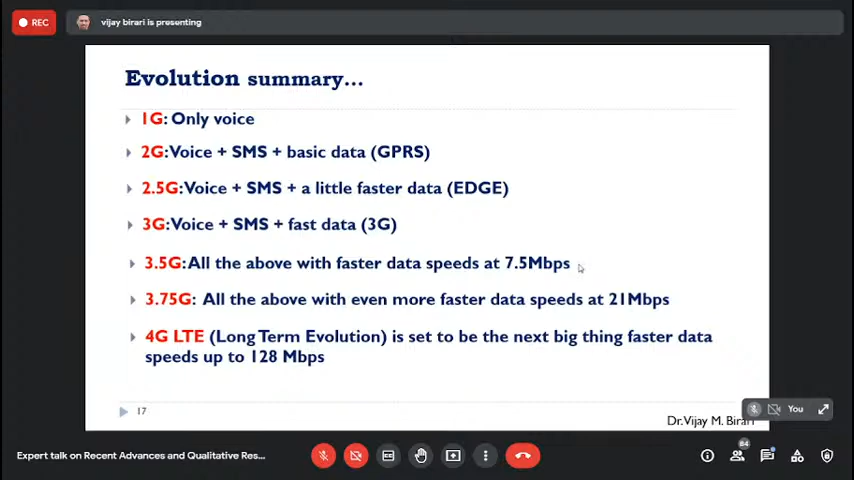 REC
vijay birari is presenting
Evolution summary...
1G: Only voice
2G:Voice + SMS + basic data (GPRS)
2.5G:Voice + SMS + a little faster data (EDGE)
3G:Voice + SMS + fast data (3G)
3.5G:All the above with faster data speeds at 7.5Mbps
3.75G: All the above with even more faster data speeds at 21Mbps
4G LTE (Long Term Evolution) is set to be the next big thing faster data
speeds up to 128 Mbps
17
You
Dr.Vijay M. Birari
Expert talk on Recent Advances and Qualitative Res...
84